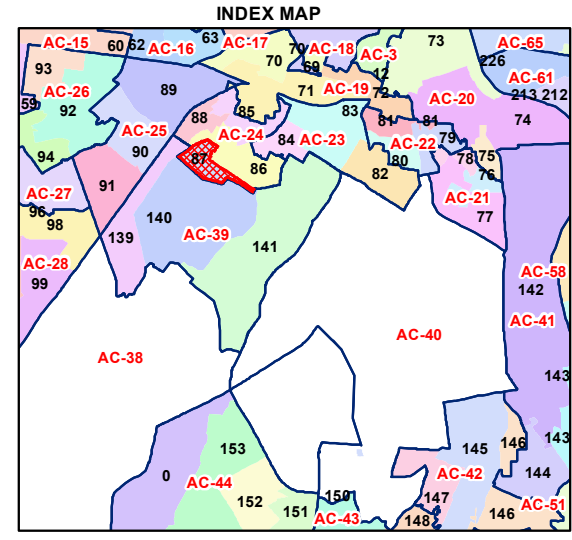 INDEX MAP
AC-15 60 62 AC-16 63 AC-17 70 AC-18 AC-3 73 AC-65
93 70 69 12 226
AC-26 89 71 AC-19 72 AC-20 AC-61
59 92 85 83 213 212
88 81 81 74
AC-25 AC-24 84 AC-23 AC-22 79
94 90 87 86 80 78 75
82 76
AC-27 91 AC-21
96 140 77
98 139 AC-39 141
AC-28 AC-58
99 142
AC-38 AC-40 AC-41
143
153 145 146 143
0 AC-44 AC-42 144
152 151 150 147 AC-51
AC-43 148 146